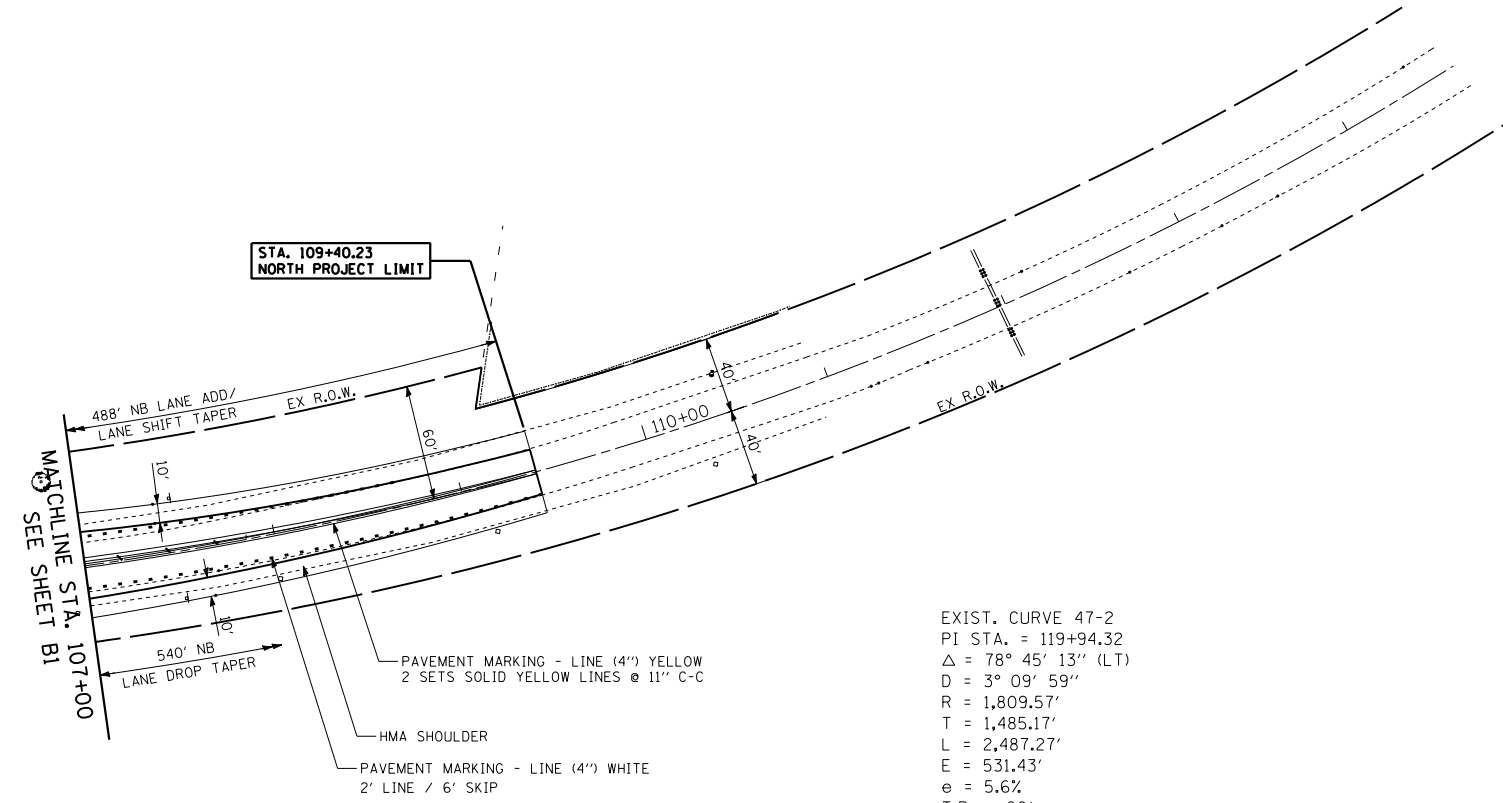 STA. 109+40.23
NORTH PROJECT LIMIT
488' NB LANE ADD/
LANE SHIFT TAPER
EX R.O.W.
60'
10'
40'
110+00
40'
EX R.O.W.
MATCHLINE STA. 107+00
SEE SHEET B1
10'
540' NB
LANE DROP TAPER
PAVEMENT MARKING - LINE (4'') YELLOW
2 SETS SOLID YELLOW LINES @ 11'' C-C
HMA SHOULDER
PAVEMENT MARKING - LINE (4'') WHITE
2' LINE / 6' SKIP
EXIST. CURVE 47-2
PI STA. = 119+94.32
Δ = 78° 45' 13'' (LT)
D = 3° 09' 59''
R = 1,809.57'
T = 1,485.17'
L = 2,487.27'
E = 531.43'
e = 5.6%